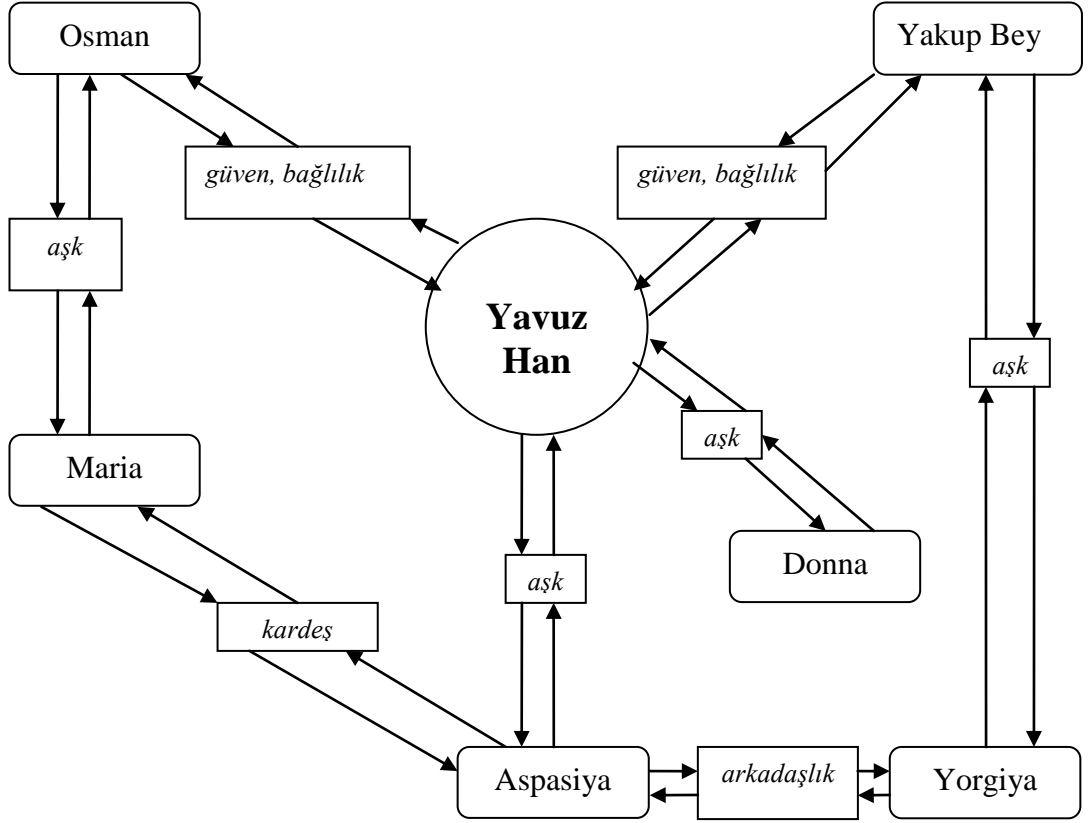 Osman
Yakup Bey
güven, bağlılık
güven, bağlılık
aşk
Yavuz
Han
aşk
aşk
Maria
Donna
aşk
kardeş
Aspasiya
arkadaşlık
Yorgiya